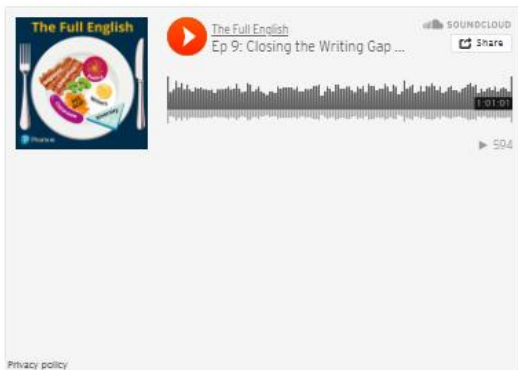 The Full English
Pearson
The Full English
Ep 9: Closing the Writing Gap ...
SOUNDCLOUD
Share
1:01:01
594
Privacy policy